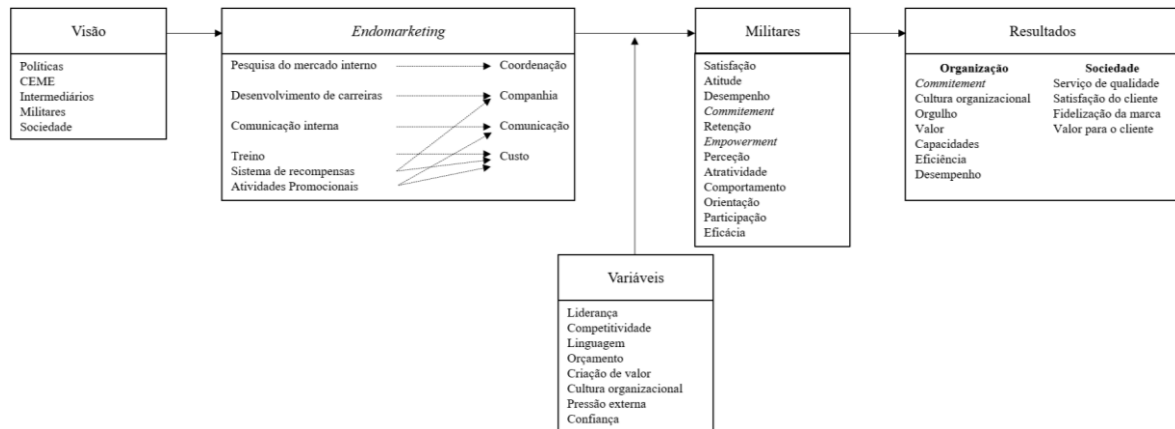 Visão
Políticas
CEME
Intermediários
Militares
Sociedade
Endomarketing
Pesquisa do mercado interno
Coordenação
Desenvolvimento de carreiras
Companhia
Comunicação interna
Comunicação
Treino
Custo
Sistema de recompensas
Atividades Promocionais
Militares
Satisfação
Atitude
Desempenho
Commitement
Retenção
Empowerment
Perceção
Atratividade
Comportamento
Orientação
Participação
Eficácia
Resultados
Organização
Commitement
Cultura organizacional
Orgulho
Valor
Capacidades
Eficiência
Desempenho
Sociedade
Serviço de qualidade
Satisfação do cliente
Fidelização da marca
Valor para o cliente
Variáveis
Liderança
Competitividade
Linguagem
Orçamento
Criação de valor
Cultura organizacional
Pressão externa
Confiança